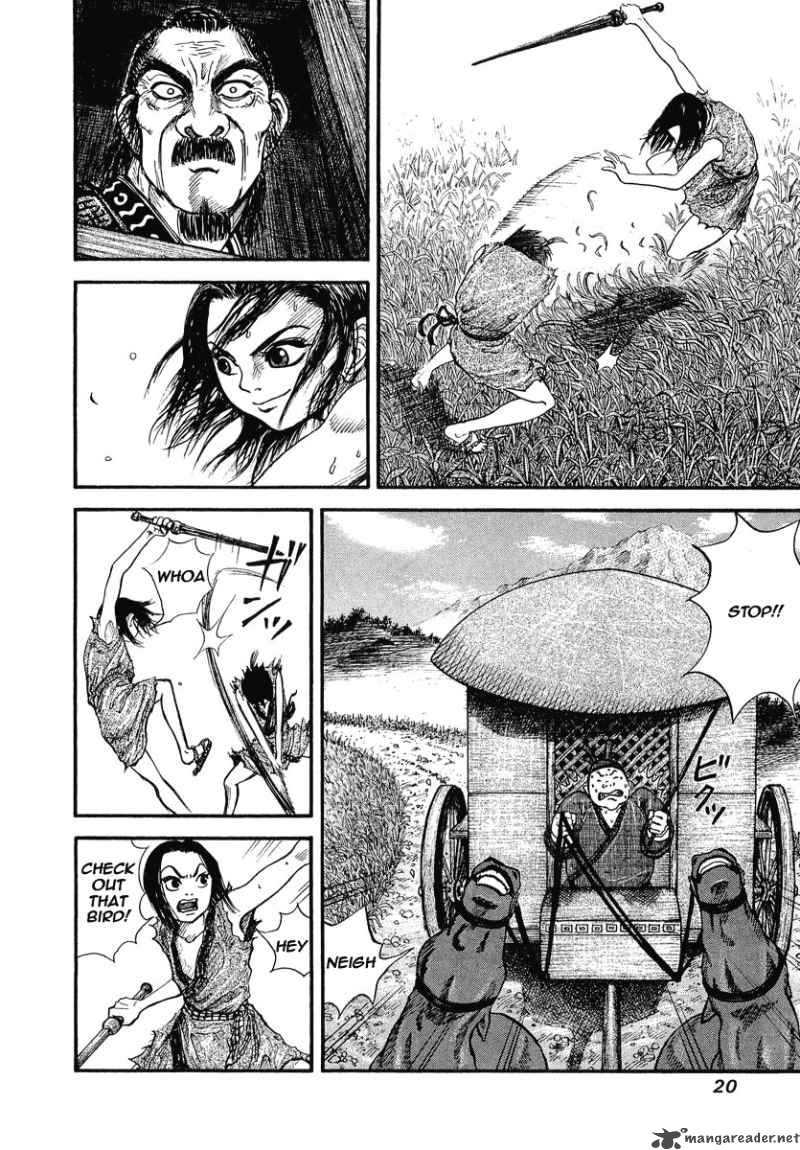 STOP!!
ビクッ
NEIGH
WHOA
ガンッ
HEY
CHECK
OUT
THAT
BIRD!
20
mangareader.net